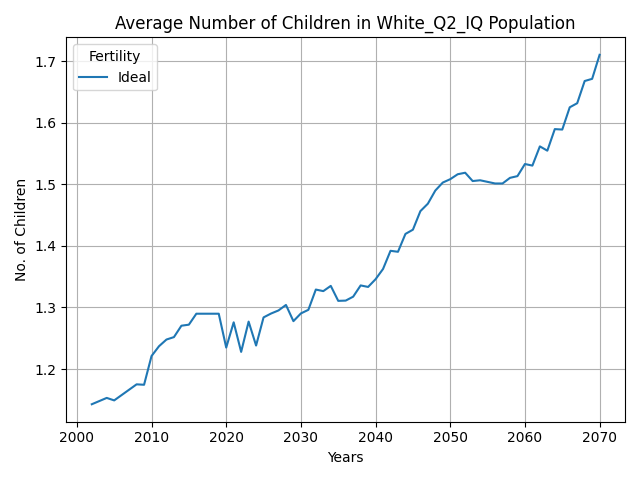 Average Number of Children in White_Q2_IQ Population
Fertility
Ideal
No. of Children
1.7
1.6
1.5
1.4
1.3
1.2
2000 2010 2020 2030 2040 2050 2060 2070
Years